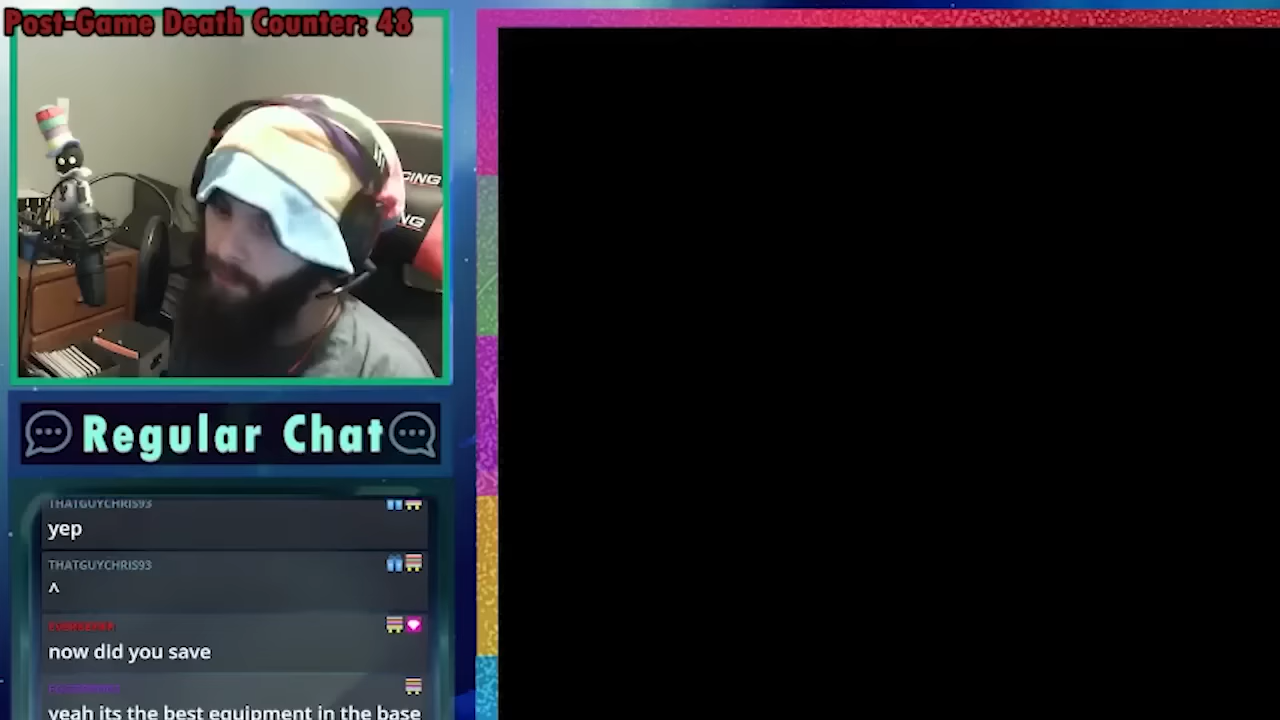 Post-Game Death Counter: 48
Regular Chat
THATGUYCHRIS93
yep
THATGUYCHRIS93
^
now did you save
yeah its the best equipment in the base